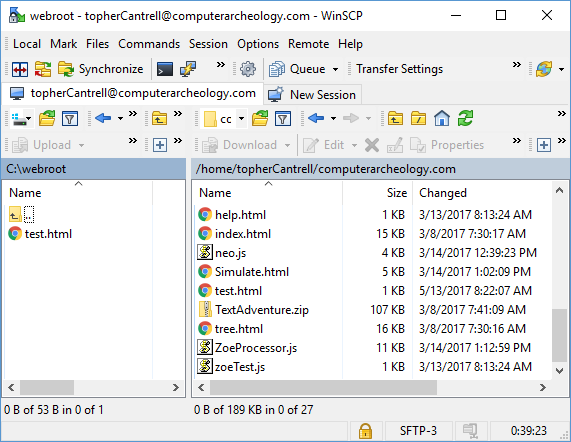 webroot - topherCantrell@computerarcheology.com - WinSCP
Local Mark Files Commands Session Options Remote Help
Synchronize Queue Transfer Settings
topherCantrell@computerarcheology.com New Session
cc
Upload Download Edit Properties
C:\webroot /home/topherCantrell/computerarcheology.com
Name Name Size Changed
..
test.html
help.html 1 KB 3/13/2017 8:13:24 AM
index.html 15 KB 3/8/2017 7:30:17 AM
neo.js 4 KB 3/14/2017 12:39:23 PM
Simulate.html 5 KB 3/14/2017 1:02:09 PM
test.html 1 KB 5/13/2017 8:22:07 AM
TextAdventure.zip 107 KB 3/8/2017 7:41:09 AM
tree.html 16 KB 3/8/2017 7:30:16 AM
ZoeProcessor.js 11 KB 3/14/2017 1:12:59 PM
zoeTest.js 1 KB 3/13/2017 8:13:24 AM
0 B of 53 B in 0 of 1 0 B of 189 KB in 0 of 27
SFTP-3 0:39:23